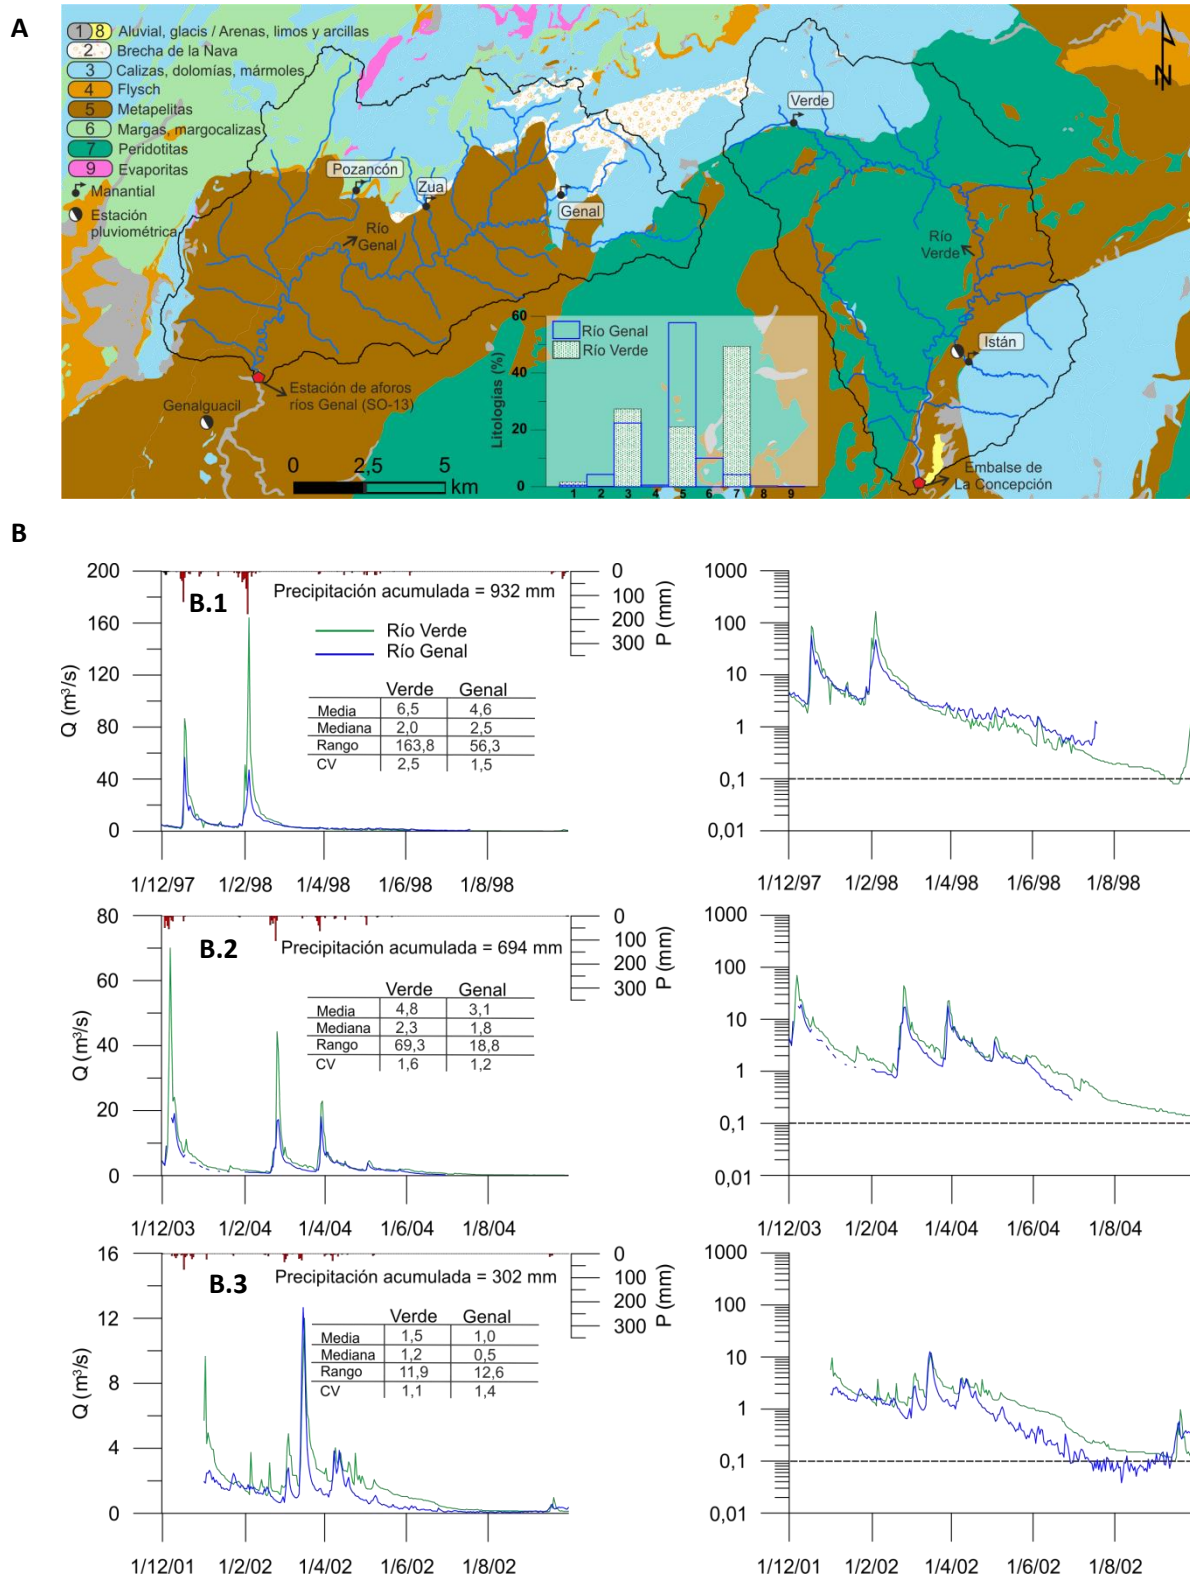 A
1 8 Aluvial, glacis / Arenas, limos y arcillas
2 Brecha de la Nava
3 Calizas, dolomías, mármoles
4 Flysch
5 Metapelitas
6 Margas, margocalizas
7 Peridotitas
9 Evaporitas
Manantial
Estación
pluviométrica
N
Verde
Pozancón
Zua
Genal
Río
Genal
Río
Verde
Istán
Estación de aforos
ríos Genal (SO-13)
Genalguacil
Embalse de
La Concepción
0 2,5 5
km
Litologías (%)
60
40
20
0
Río Genal
Río Verde
1 2 3 4 5 6 7 8 9
B
B.1
Precipitación acumulada = 932 mm
Río Verde
Río Genal
Verde Genal
Media 6,5 4,6
Mediana 2,0 2,5
Rango 163,8 56,3
CV 2,5 1,5
Q (m³/s)
200
160
120
80
40
0
0
100
200
300
P (mm)
1/12/97 1/2/98 1/4/98 1/6/98 1/8/98
1000
100
10
1
0,1
0,01
1/12/97 1/2/98 1/4/98 1/6/98 1/8/98
B.2
Precipitación acumulada = 694 mm
Verde Genal
Media 4,8 3,1
Mediana 2,3 1,8
Rango 69,3 18,8
CV 1,6 1,2
Q (m³/s)
80
60
40
20
0
0
100
200
300
P (mm)
1/12/03 1/2/04 1/4/04 1/6/04 1/8/04
1000
100
10
1
0,1
0,01
1/12/03 1/2/04 1/4/04 1/6/04 1/8/04
B.3
Precipitación acumulada = 302 mm
Verde Genal
Media 1,5 1,0
Mediana 1,2 0,5
Rango 11,9 12,6
CV 1,1 1,4
Q (m³/s)
16
12
8
4
0
0
100
200
300
P (mm)
1/12/01 1/2/02 1/4/02 1/6/02 1/8/02
1000
100
10
1
0,1
0,01
1/12/01 1/2/02 1/4/02 1/6/02 1/8/02